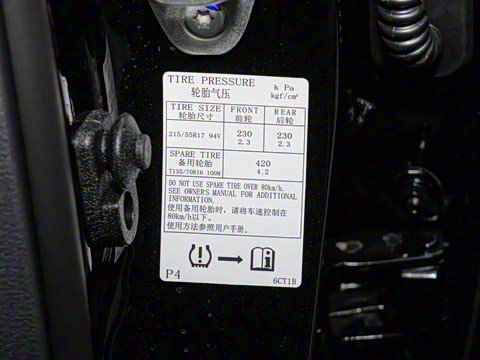 TIRE PRESSURE
轮胎气压
k Pa
kgf/cm²
TIRE SIZE
轮胎尺寸
FRONT
前轮
REAR
后轮
215/55R17 94V
230
2.3
230
2.3
SPARE TIRE
备用轮胎
T135/70R16 100M
420
4.2
DO NOT USE SPARE TIRE OVER 80km/h.
SEE OWNER'S MANUAL FOR ADDITIONAL
INFORMATION.
使用备用轮胎时，请将车速控制在
80km/h以下。
使用方法参照用户手册。
P4
6CT1B